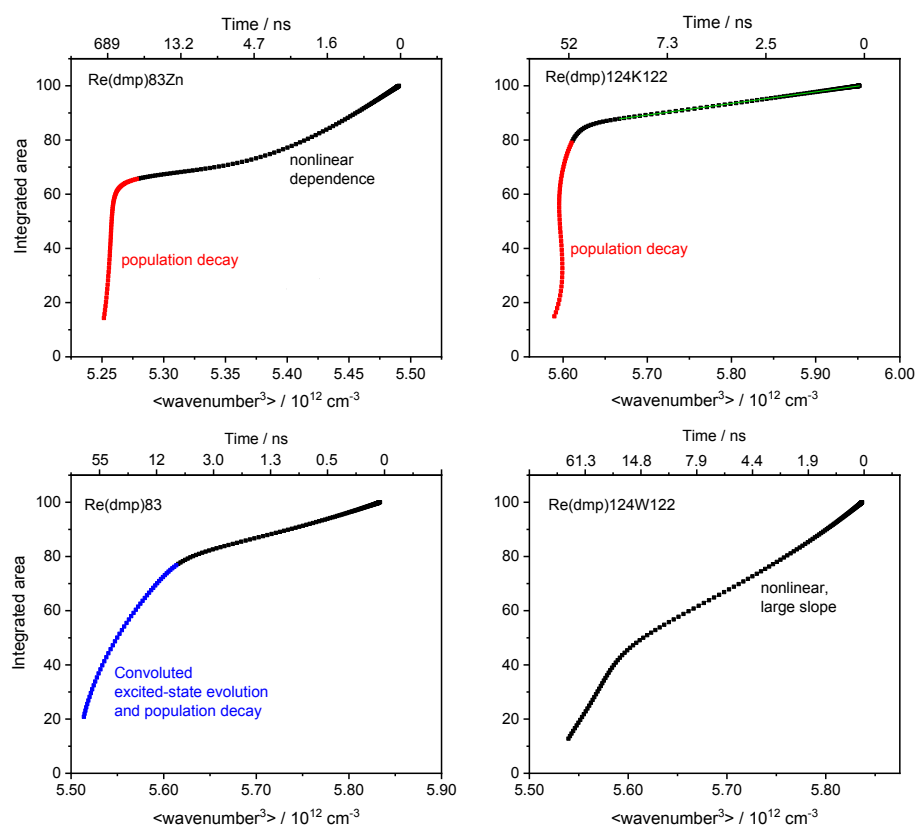 Time / ns
689 13.2 4.7 1.6 0
Re(dmp)83Zn
100
80
60
40
20
0
Integrated area
nonlinear
dependence
population decay
5.25 5.30 5.35 5.40 5.45 5.50
<wavenumber³> / 10¹² cm⁻³
Time / ns
52 7.3 2.5 0
Re(dmp)124K122
100
80
60
40
20
0
population decay
5.60 5.70 5.80 5.90 6.00
<wavenumber³> / 10¹² cm⁻³
Time / ns
55 12 3.0 1.3 0.5 0
Re(dmp)83
100
80
60
40
20
0
Integrated area
Convoluted
excited-state evolution
and population decay
5.50 5.60 5.70 5.80 5.90
<wavenumber³> / 10¹² cm⁻³
Time / ns
61.3 14.8 7.9 4.4 1.9 0
Re(dmp)124W122
100
80
60
40
20
0
nonlinear,
large slope
5.50 5.60 5.70 5.80
<wavenumber³> / 10¹² cm⁻³